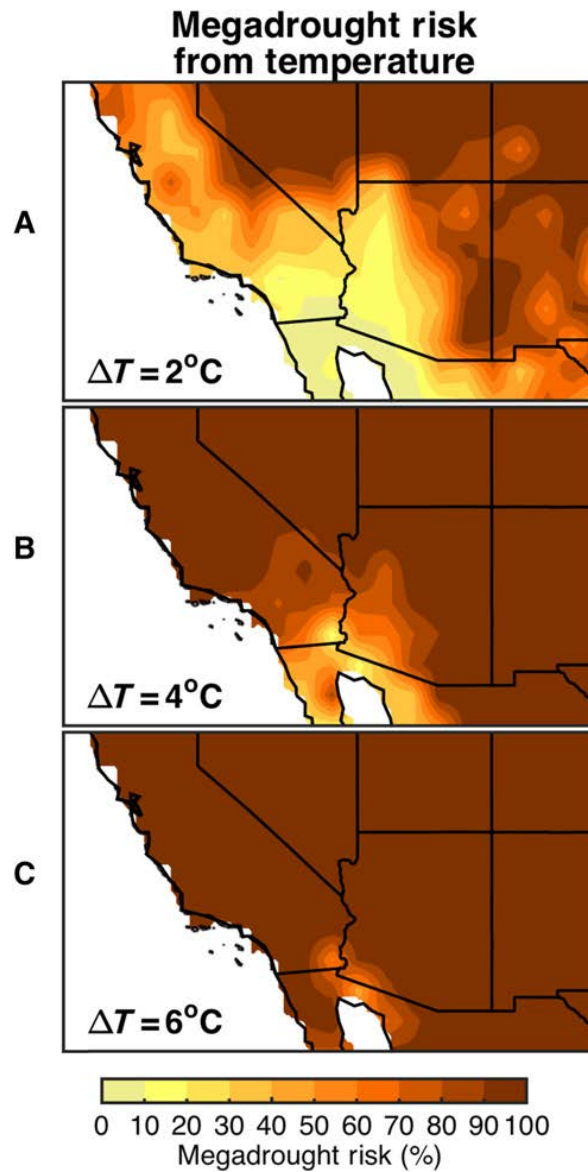 Megadrought risk
from temperature
A
ΔT = 2°C
B
ΔT = 4°C
C
ΔT = 6°C
0 10 20 30 40 50 60 70 80 90 100
Megadrought risk (%)